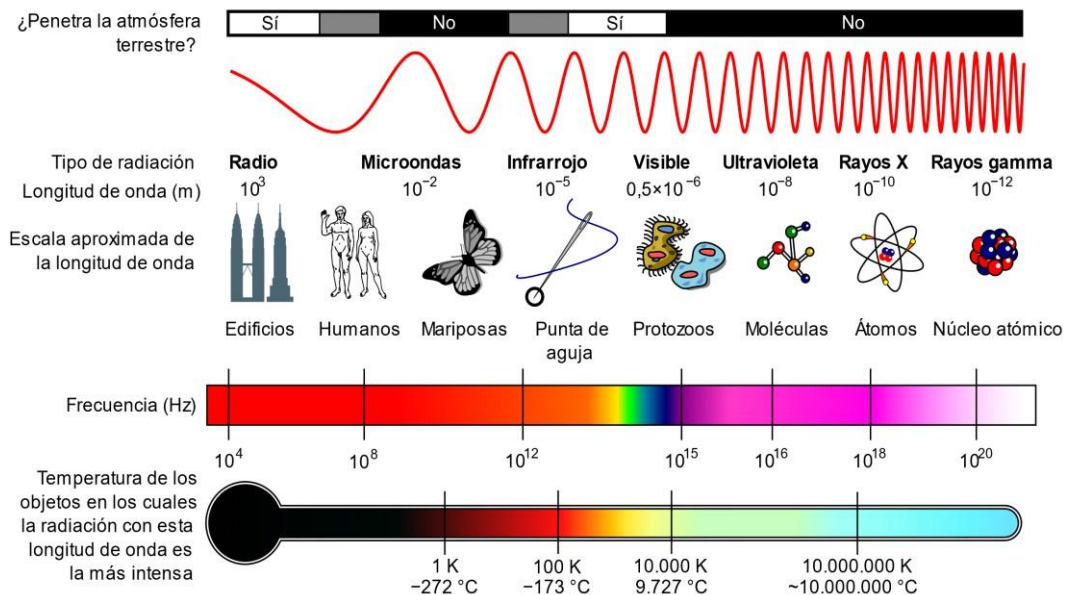 ¿Penetra la atmósfera
terrestre?
Sí No Sí No
Tipo de radiación Radio Microondas Infrarrojo Visible Ultravioleta Rayos X Rayos gamma
Longitud de onda (m) 10³ 10⁻² 10⁻⁵ 0,5×10⁻⁶ 10⁻⁸ 10⁻¹⁰ 10⁻¹²
Escala aproximada de
la longitud de onda
Edificios Humanos Mariposas Punta de aguja Protozoos Moléculas Átomos Núcleo atómico
Frecuencia (Hz)
10⁴ 10⁸ 10¹² 10¹⁵ 10¹⁶ 10¹⁸ 10²⁰
Temperatura de los
objetos en los cuales
la radiación con esta
longitud de onda es
la más intensa
1 K 100 K 10.000 K 10.000.000 K
−272 °C −173 °C 9.727 °C ~10.000.000 °C